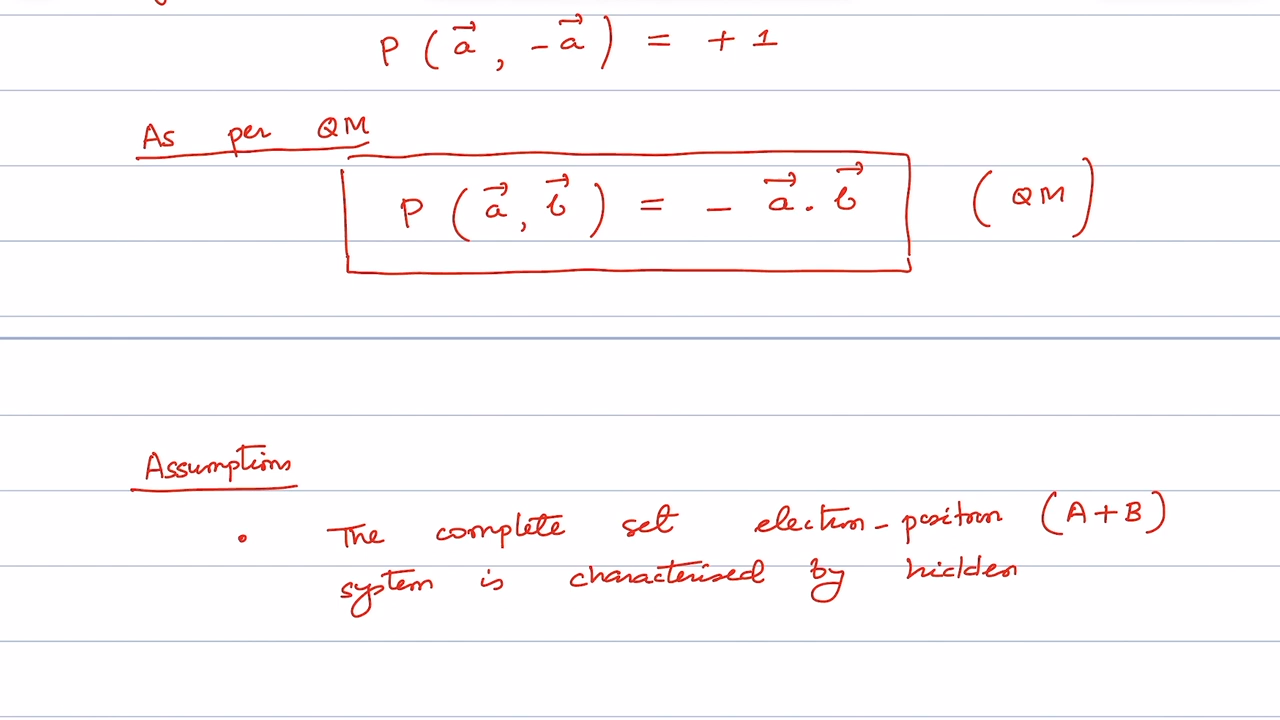 P(a⃗, -a⃗) = +1
As per QM
P(a⃗, b⃗) = - a⃗ . b⃗ (QM)
Assumptions
• The complete set electron-positron (A+B)
system is characterised by hidden